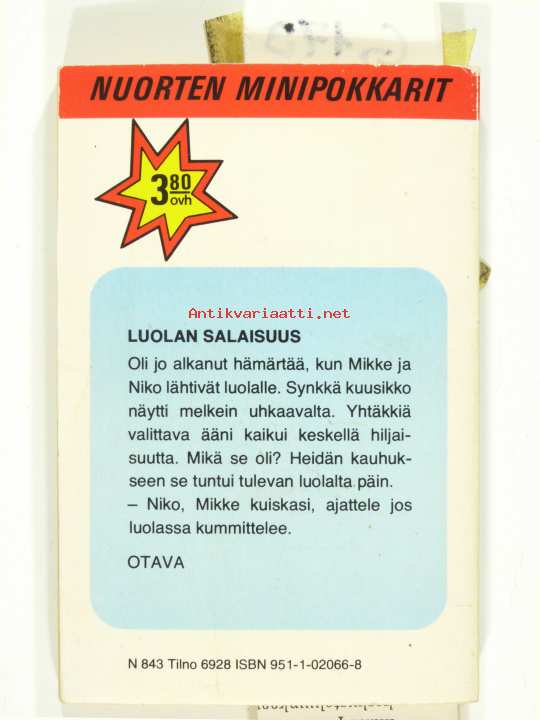 NUORTEN MINIPOKKARIT
3 80
ovh
Antikvariaatti.net
LUOLAN SALAISUUS
Oli jo alkanut hämärtää, kun Mikke ja
Niko lähtivät luolalle. Synkkä kuusikko
näytti melkein uhkaavalta. Yhtäkkiä
valittava ääni kaikui keskellä hiljai-
suutta. Mikä se oli? Heidän kauhuk-
seen se tuntui tulevan luolalta päin.
– Niko, Mikke kuiskasi, ajattele jos
luolassa kummittelee.
OTAVA
N 843 Tilno 6928 ISBN 951-1-02066-8